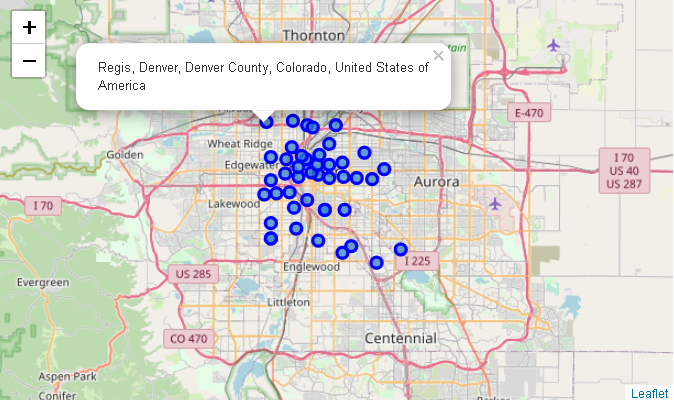 +
−
Thornton
Regis, Denver, Denver County, Colorado, United States of
America
×
E-470
Wheat Ridge
Golden
Edgewater
I 70
US 40
US 287
Aurora
I 70
Lakewood
US 285
I 225
Englewood
Evergreen
Littleton
CO 470
Centennial
Aspen Park
Conifer
Parker
Leaflet